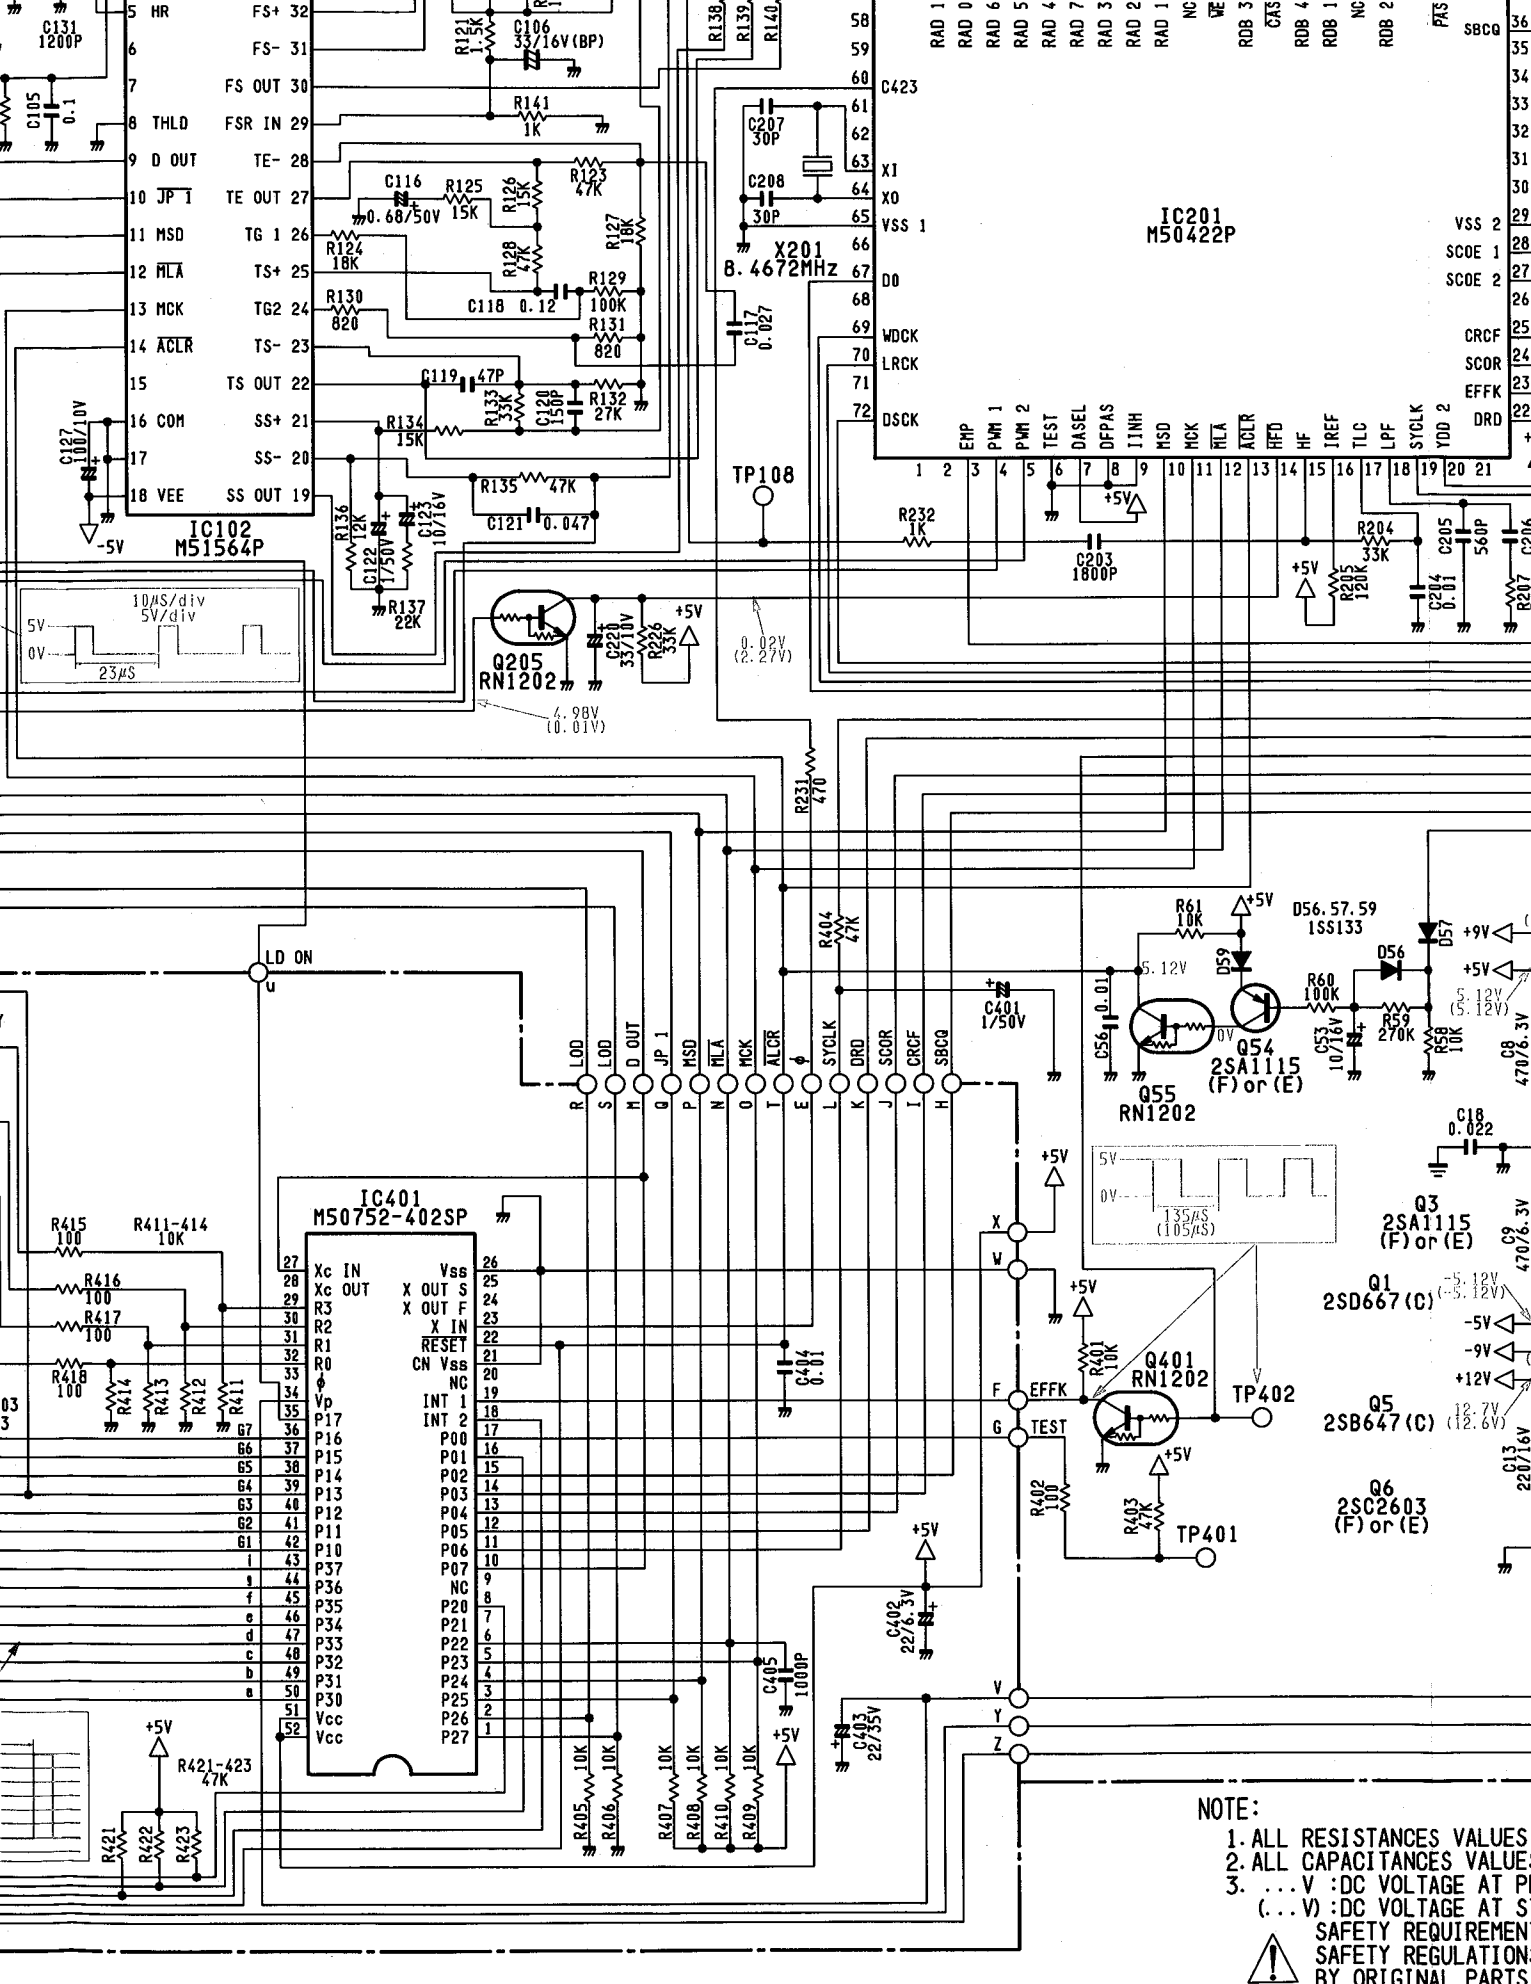 5 HR
FS+ 32
C131
1200P
6
FS- 31
7
FS OUT 30
C105
0.1
8 THLD
FSR IN 29
9 D OUT
TE- 28
10 JP 1
TE OUT 27
11 MSD
TG 1 26
12 MLA
TS+ 25
13 MCK
TG2 24
14 ACLR
TS- 23
15
TS OUT 22
16 COM
SS+ 21
17
SS- 20
18 VEE
SS OUT 19
IC102
M51564P
C127
100/10V
-5V
R121
1.5K
C106
33/16V(BP)
R138
R139
R140
R141
1K
R123
47K
C116
0.68/50V
R125
15K
R126
15K
R127
18K
R124
18K
R128
47K
C118 0.12
R129
100K
R130
820
R131
820
C117
0.027
C119 47P
R133
33K
C120
150P
R132
27K
R134
15K
R135 47K
C121 0.047
R136
12K
C122
1/50V
C123
10/16V
R137
22K
58
59
60 C423
61
62
63 XI
64 XO
65 VSS 1
66
67 DO
68
69 WDCK
70 LRCK
71
72 DSCK
RAD 1
RAD 0
RAD 6
RAD 5
RAD 4
RAD 7
RAD 3
RAD 2
RAD 1
NC
WE
RDB 3
CAS
RDB 4
RDB 1
NC
RDB 2
PAS
SBCQ 36
35
34
33
32
31
30
VSS 2 29
SCOE 1 28
SCOE 2 27
26
CRCF 25
SCOR 24
EFFK 23
DRD 22
IC201
M50422P
EMP
PWM 1
PWM 2
TEST
DASEL
DFPAS
IINH
MSD
MCK
MLA
ACLR
HFD
HF
IREF
TLC
LPF
SYCLK
VDD 2
1 2 3 4 5 6 7 8 9 10 11 12 13 14 15 16 17 18 19 20 21
C207
30P
C208
30P
X201
8.4672MHz
TP108
+5V
R232
1K
C203
1800P
R204
33K
C205
560P
C206
+5V
R205
120K
C204
0.01
R207
10µS/div
5V/div
5V
0V
23µS
Q205
RN1202
C220
33/10V
R226
33K
+5V
0.02V
(2.27V)
4.98V
(0.01V)
R231
470
R404
47K
LD ON
u
C401
1/50V
R61
10K
+5V
D56.57.59
1SS133
D57
+9V
D56
+5V
5.12V
D59
R60
100K
5.12V
(5.12V)
C56 0.01
0V
C53
10/16V
R59
270K
R58
10K
C8
470/6.3V
Q54
2SA1115
(F)or(E)
Q55
RN1202
LOD
LOD
D OUT
JP 1
MSD
MLA
MCK
ALCR
ϕ
SYCLK
DRD
SCOR
CRCF
SBCQ
R S M Q P N O T E L K J I H
C18
0.022
5V
0V
135µS
(105µS)
IC401
M50752-402SP
R415
100
R411-414
10K
R416
100
R417
100
R418
100
R414
R413
R412
R411
27 Xc IN
28 Xc OUT
29 R3
30 R2
31 R1
32 R0
33 ϕ
34 Vp
35 P17
G7 36 P16
G6 37 P15
G5 38 P14
G4 39 P13
G3 40 P12
G2 41 P11
G1 42 P10
i 43 P37
g 44 P36
f 45 P35
e 46 P34
d 47 P33
c 48 P32
b 49 P31
a 50 P30
51 Vcc
52 Vcc
Vss 26
X OUT S 25
X OUT F 24
X IN 23
RESET 22
CN Vss 21
NC 20
INT 1 19
INT 2 18
P00 17
P01 16
P02 15
P03 14
P04 13
P05 12
P06 11
P07 10
NC 9
P20 8
P21 7
P22 6
P23 5
P24 4
P25 3
P26 2
P27 1
C404
0.01
X
+5V
W
+5V
R401
10K
Q401
RN1202
TP402
F EFFK
G TEST
+5V
R402
100
R403
47K
TP401
Q3
2SA1115
(F)or(E)
C9
470/6.3V
Q1
2SD667(C)
-5.12V
(-5.12V)
-5V
-9V
+12V
Q5
2SB647(C)
12.7V
(12.6V)
C13
220/16V
Q6
2SC2603
(F)or(E)
+5V
C402
22/6.3V
C405
1000P
C403
22/35V
V
Y
Z
+5V
R421-423
47K
R421
R422
R423
R405 10K
R406 10K
R407 10K
R408 10K
R410 10K
R409 10K
+5V
NOTE:
1. ALL RESISTANCES VALUES
2. ALL CAPACITANCES VALUES
3. ...V :DC VOLTAGE AT
(...V) :DC VOLTAGE AT
SAFETY REQUIREMENT
SAFETY REGULATIONS
BY ORIGINAL PARTS